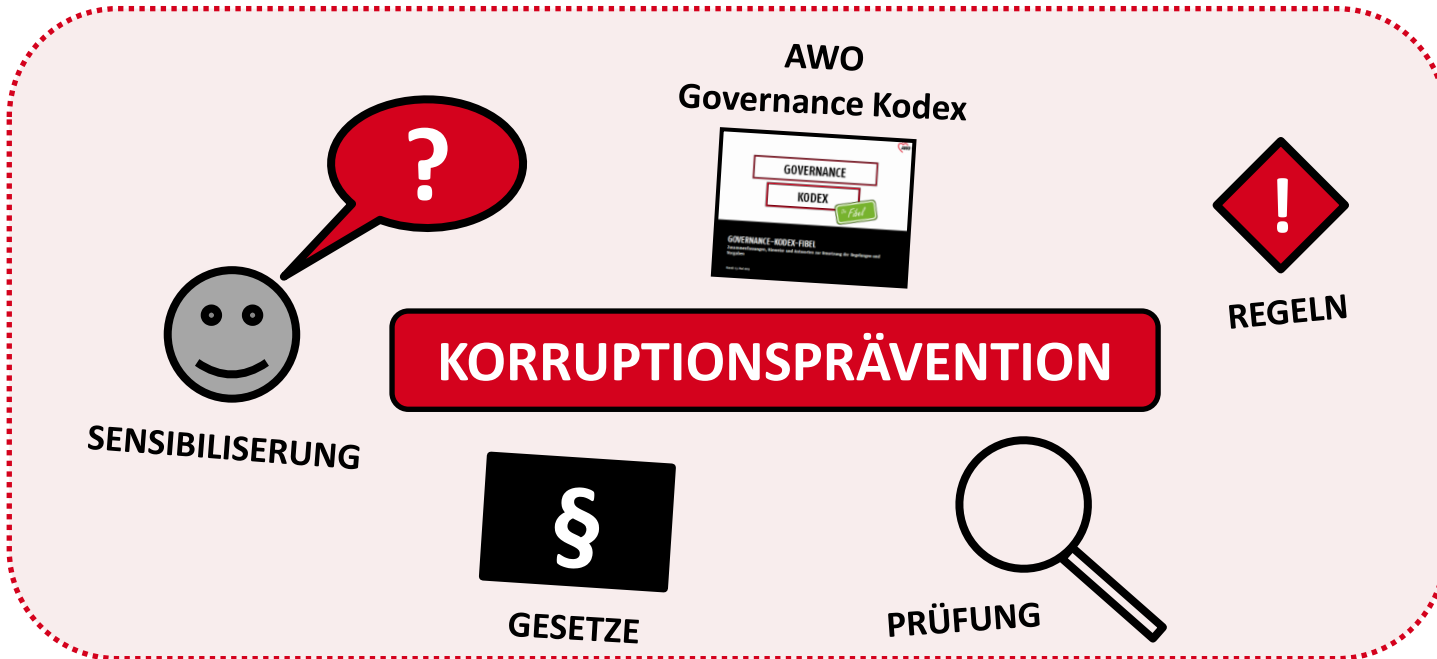 AWO
Governance Kodex
?
GOVERNANCE
KODEX
Fibel
GOVERNANCE-KODEX-FIBEL
!
REGELN
KORRUPTIONSPRÄVENTION
SENSIBILISERUNG
§
GESETZE
PRÜFUNG